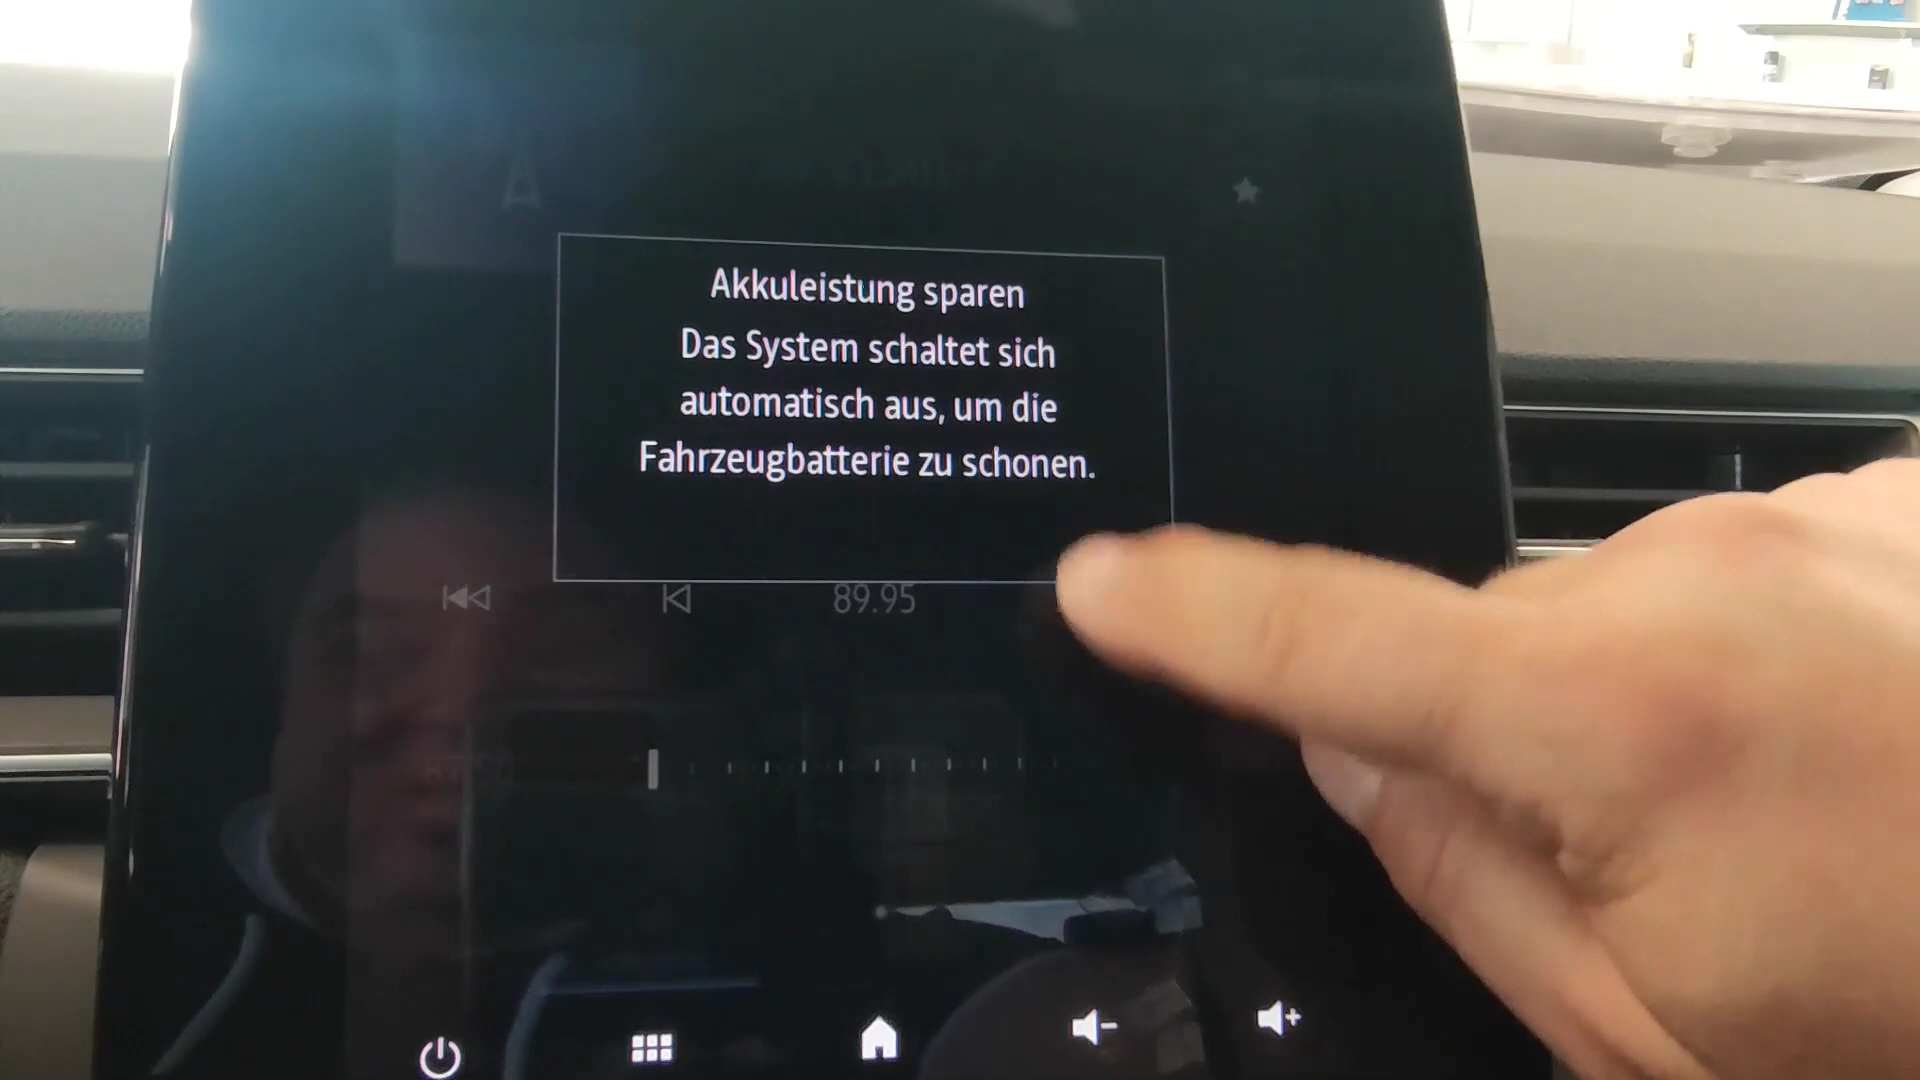 Akkuleistung sparen
Das System schaltet sich
automatisch aus, um die
Fahrzeugbatterie zu schonen.
89.95